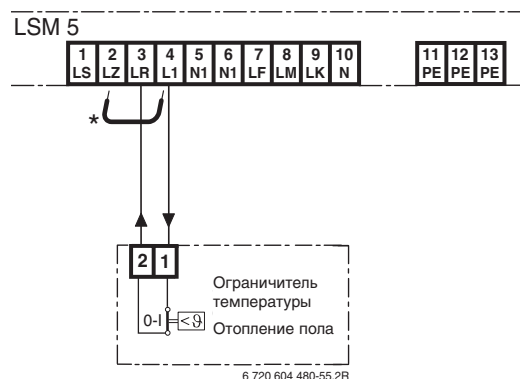 LSM 5
1 2 3 4 5 6 7 8 9 10 11 12 13
LS LZ LR L1 N1 N1 LF LM LK N PE PE PE
*
2 1
Ограничитель
температуры
0-I <ϑ Отопление пола
6 720 604 480-55.2R